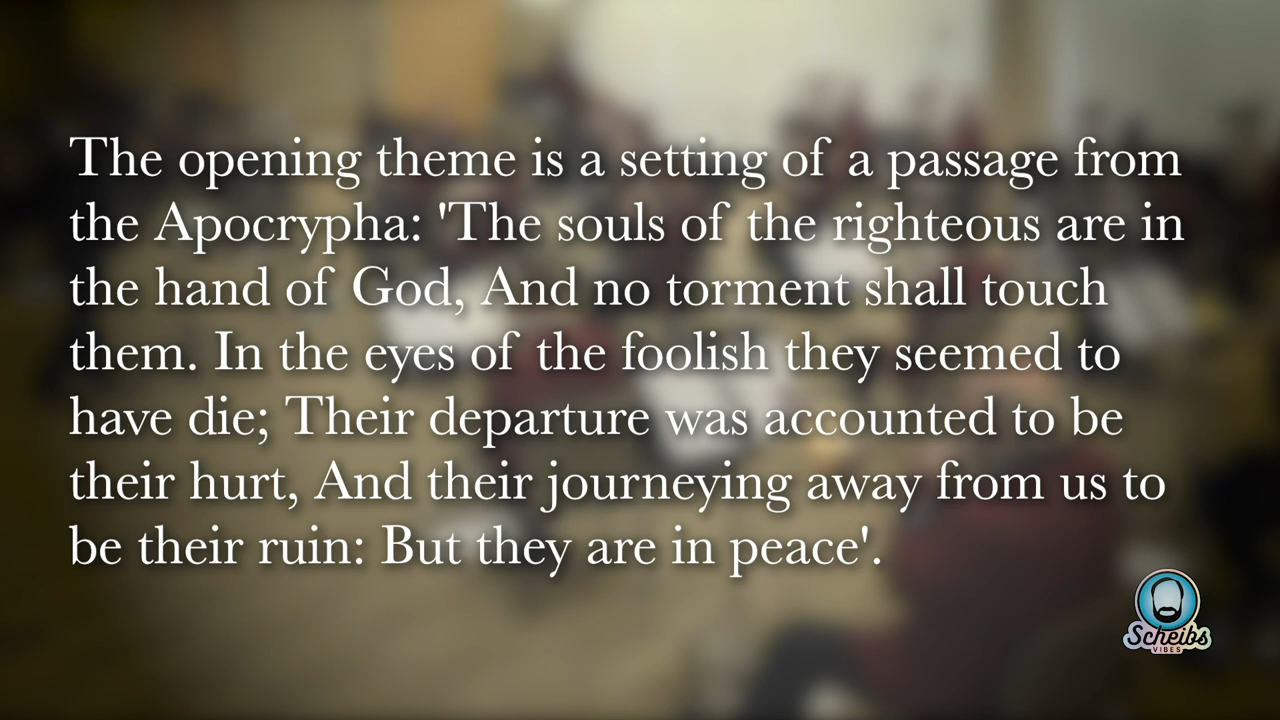 The opening theme is a setting of a passage from
the Apocrypha: 'The souls of the righteous are in
the hand of God, And no torment shall touch
them. In the eyes of the foolish they seemed to
have die; Their departure was accounted to be
their hurt, And their journeying away from us to
be their ruin: But they are in peace'.
Scheibs
VIBES